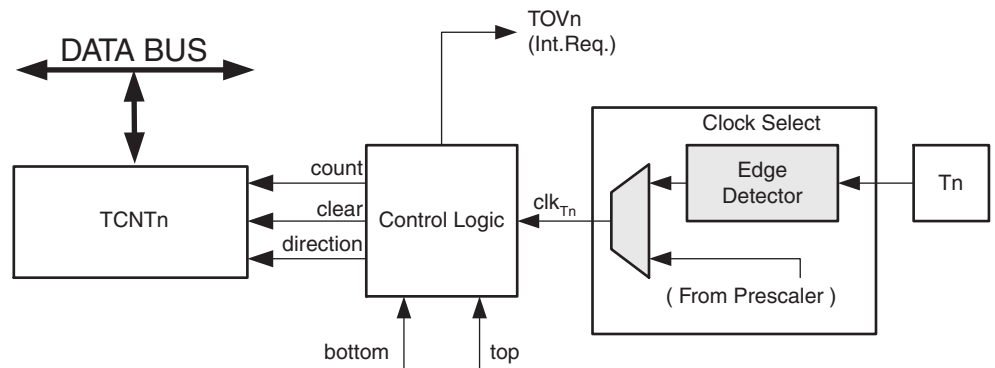 TOVn
(Int.Req.)
DATA BUS
Clock Select
count
Edge
Detector
Tn
TCNTn
clear
Control Logic
clkTn
direction
( From Prescaler )
bottom
top